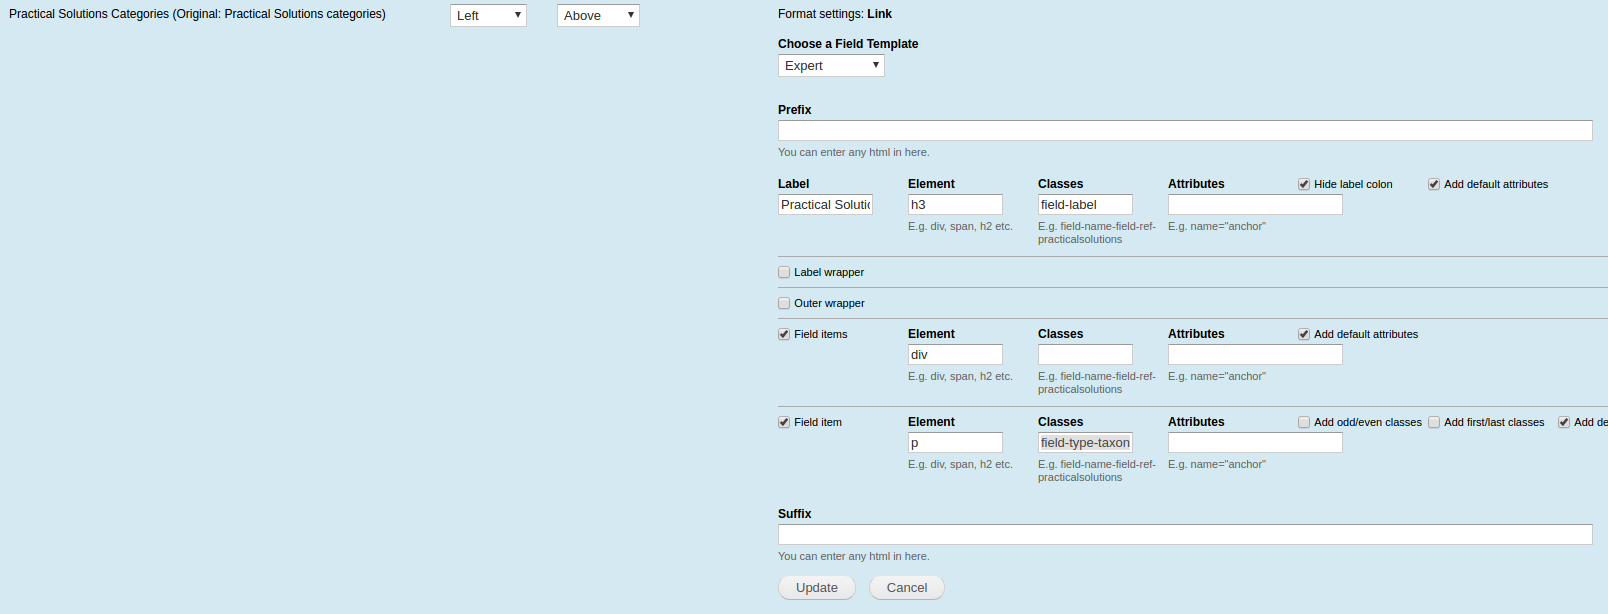 Practical Solutions Categories (Original: Practical Solutions categories) Left Above Format settings: Link
Choose a Field Template
Expert
Prefix
You can enter any html in here.
Label Element Classes Attributes Hide label colon Add default attributes
Practical Soluti h3 field-label
E.g. div, span, h2 etc. E.g. field-name-field-ref- E.g. name="anchor"
practicalsolutions
Label wrapper
Outer wrapper
Field items Element Classes Attributes Add default attributes
div
E.g. div, span, h2 etc. E.g. field-name-field-ref- E.g. name="anchor"
practicalsolutions
Field item Element Classes Attributes Add odd/even classes Add first/last classes Add de
p field-type-taxon
E.g. div, span, h2 etc. E.g. field-name-field-ref- E.g. name="anchor"
practicalsolutions
Suffix
You can enter any html in here.
Update Cancel